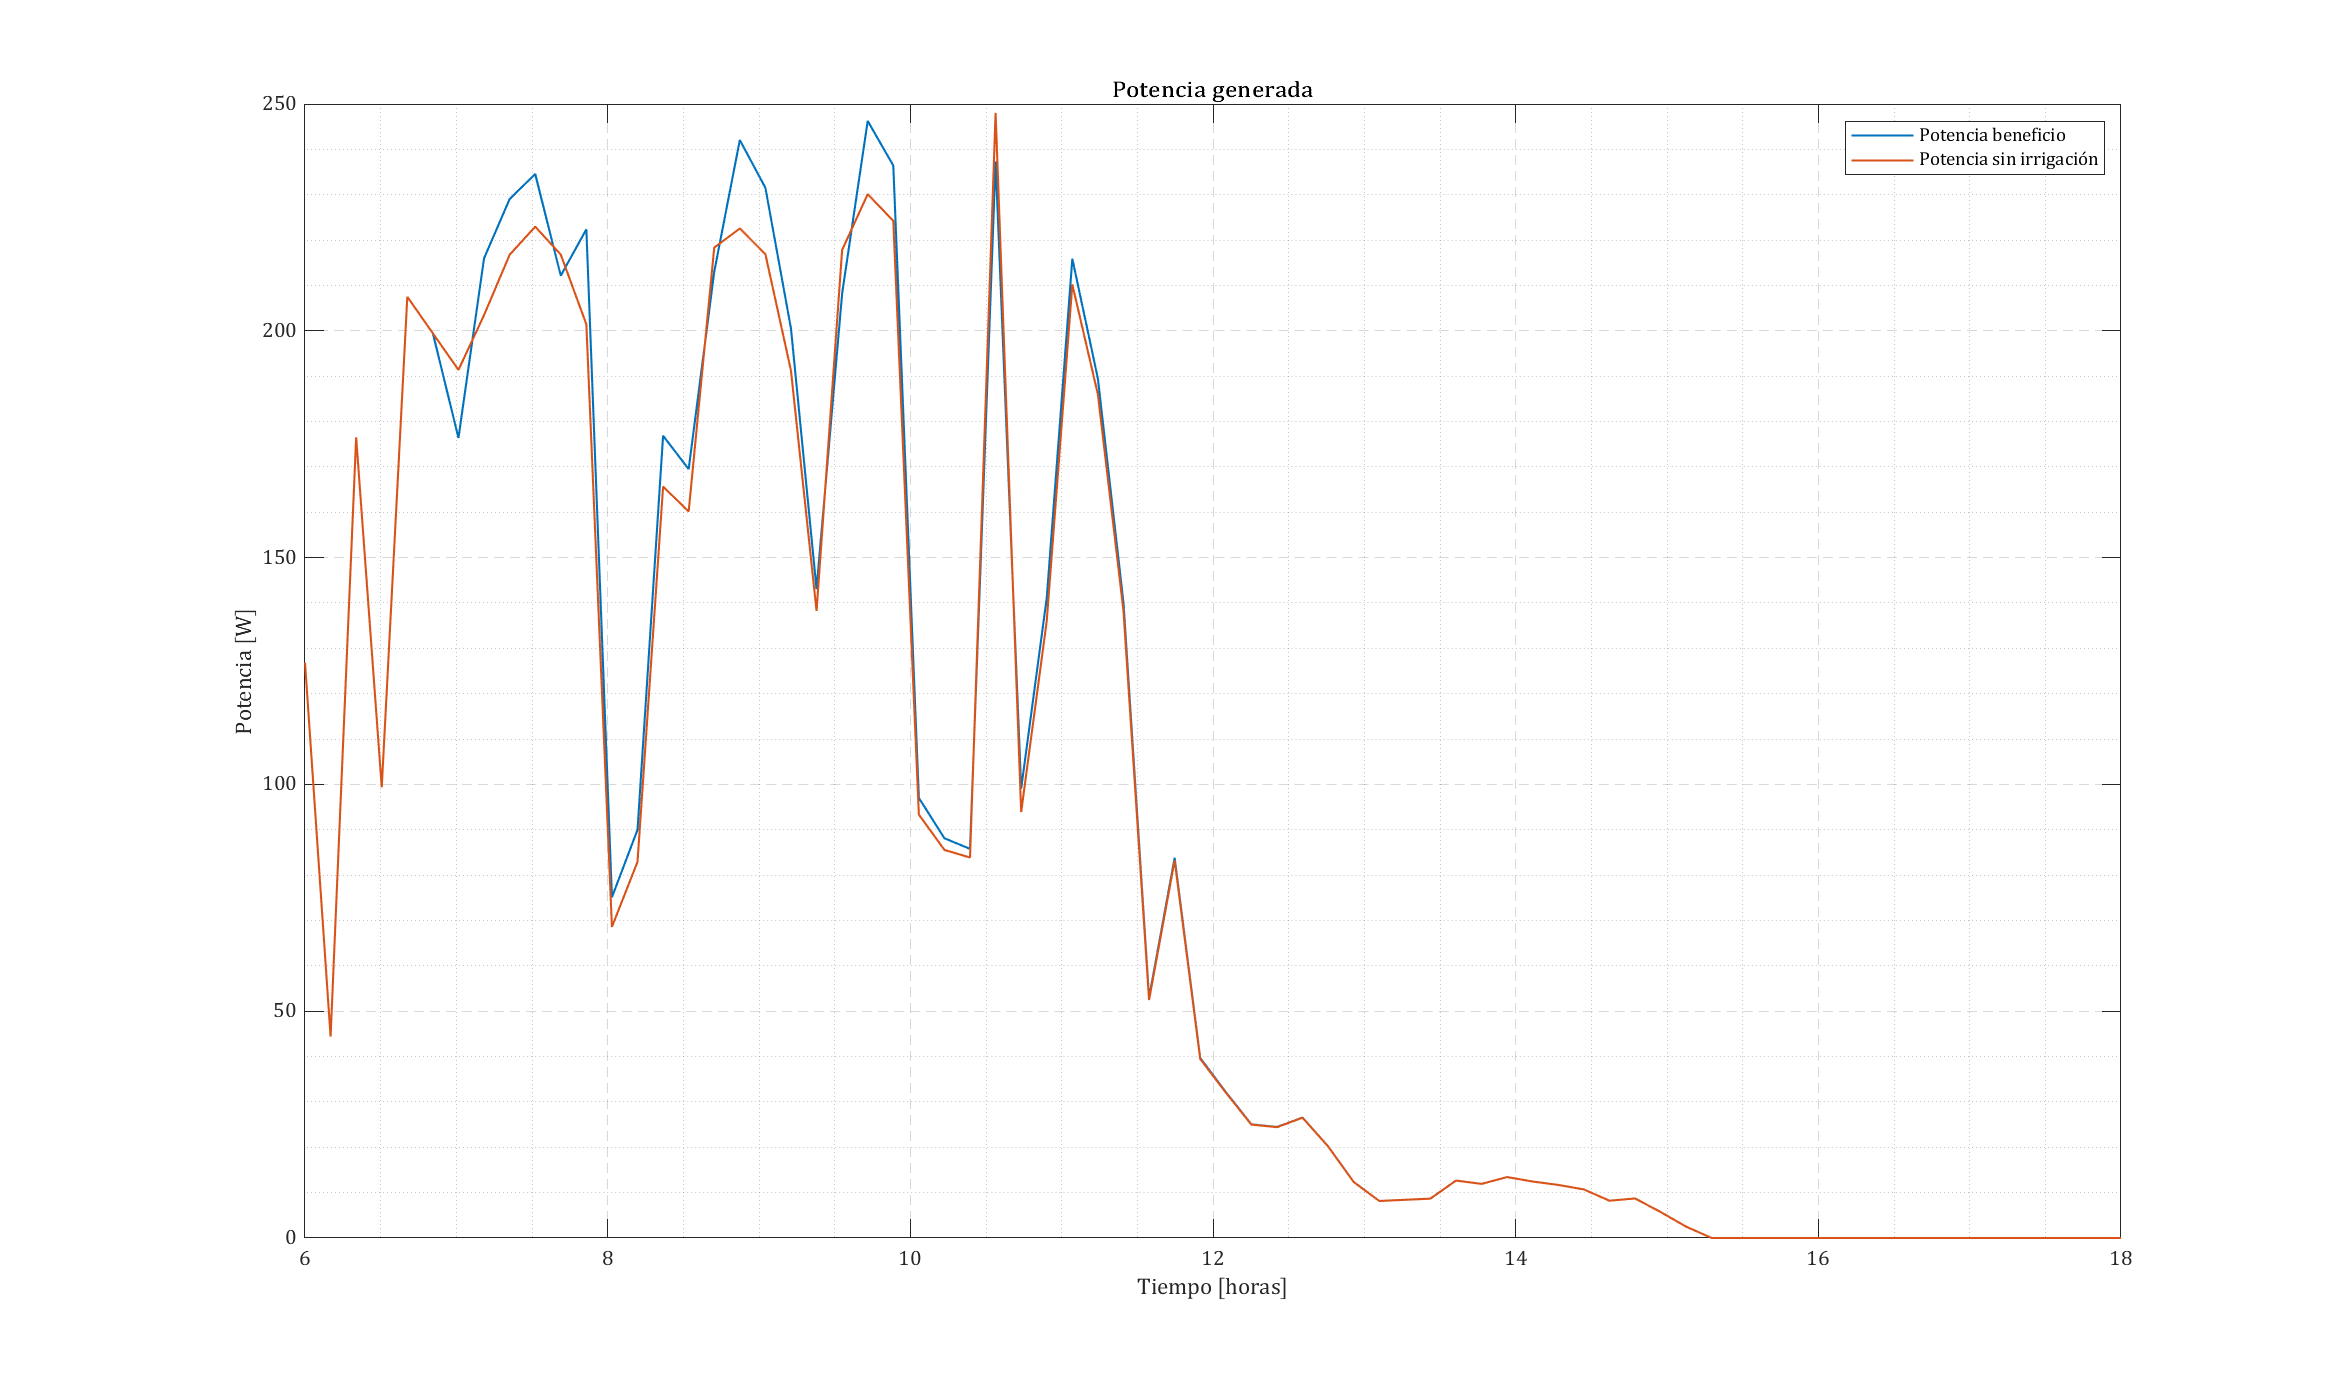 Potencia generada
250
200
150
100
50
0
Potencia [W]
Potencia beneficio
Potencia sin irrigación
6 8 10 12 14 16 18
Tiempo [horas]